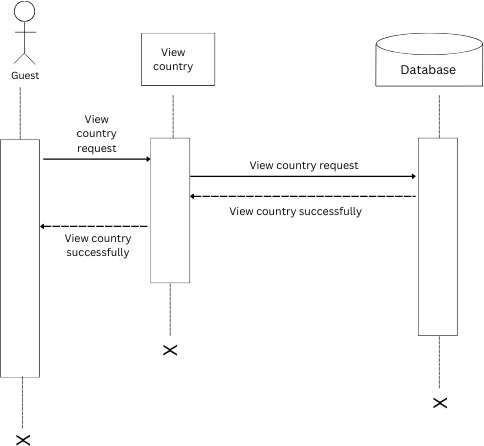 View
country
Database
Guest
View
country
request
View country request
View country successfully
View country
successfully
X
X
X